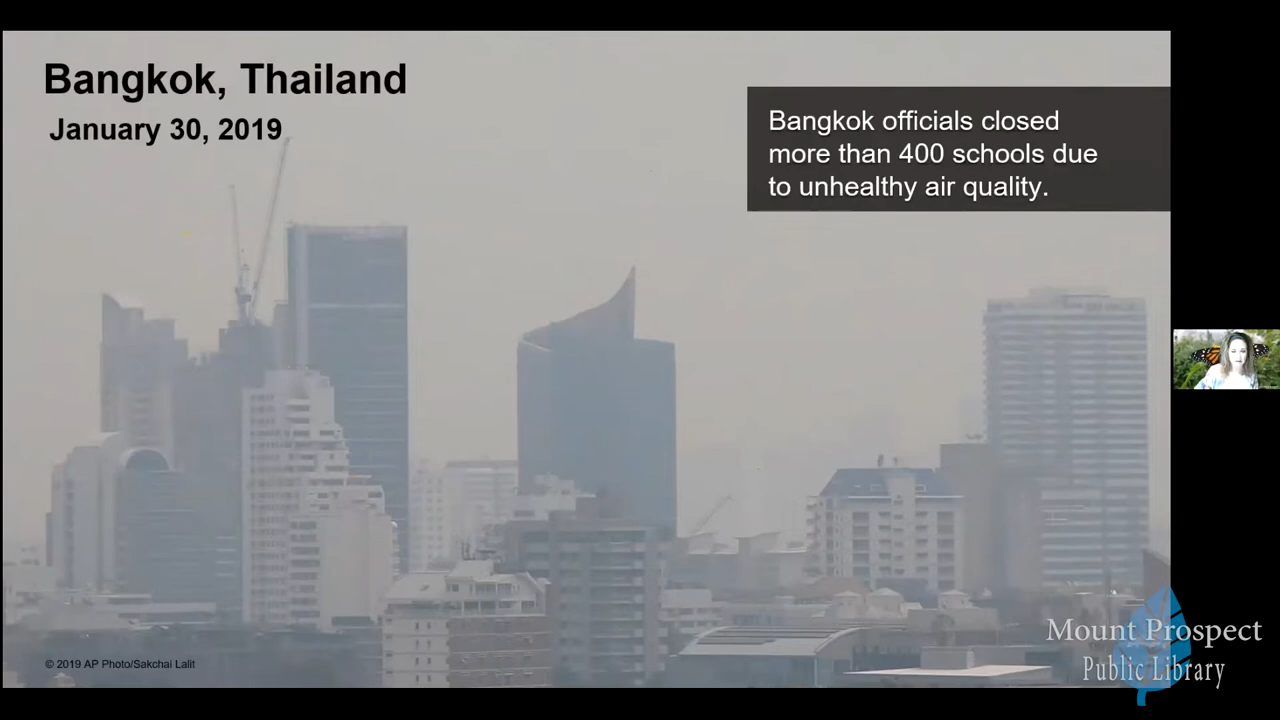 Bangkok, Thailand
January 30, 2019
Bangkok officials closed
more than 400 schools due
to unhealthy air quality.
© 2019 AP Photo/Sakchai Lalit
Mount Prospect
Public Library